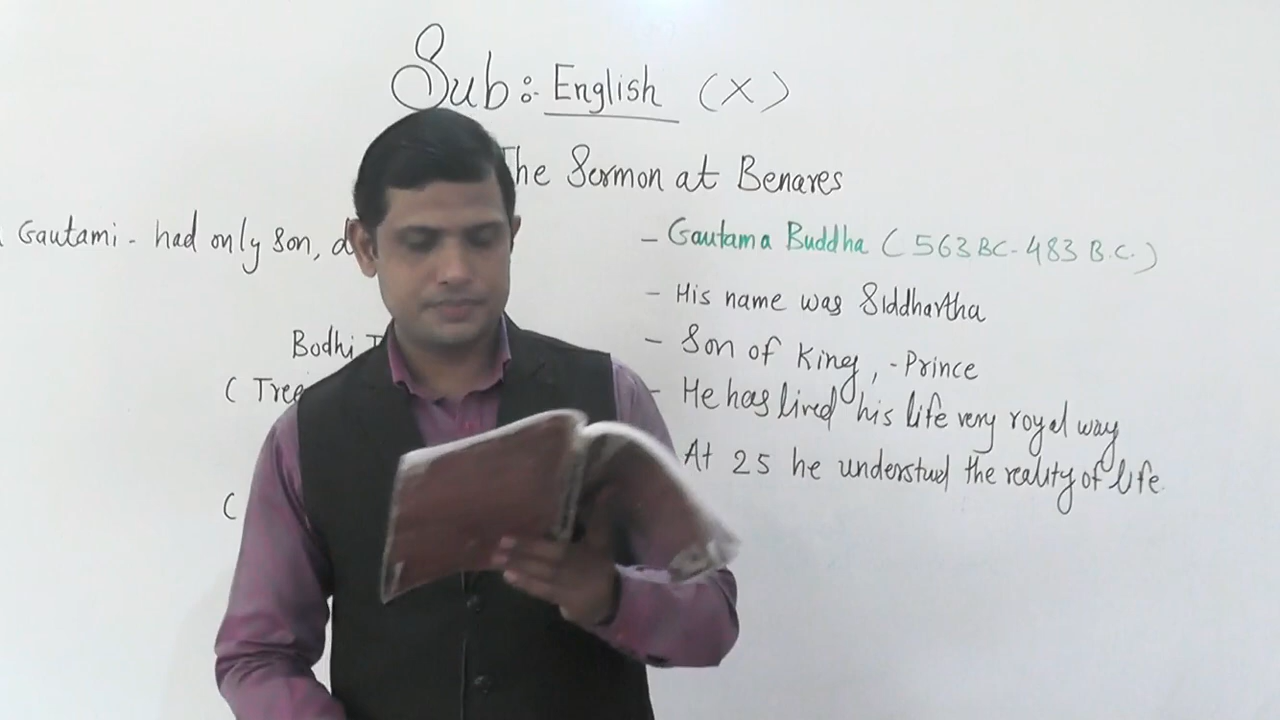 Sub :- English (X)
The Sermon at Benares
Gautami - had only son,
- Gautama Buddha (563 BC - 483 B.C.)
- His name was Siddhartha
- Son of King, - Prince
- He has lived his life very royal way
At 25 he understud the reality of life.
Bodhi
( Tree
(